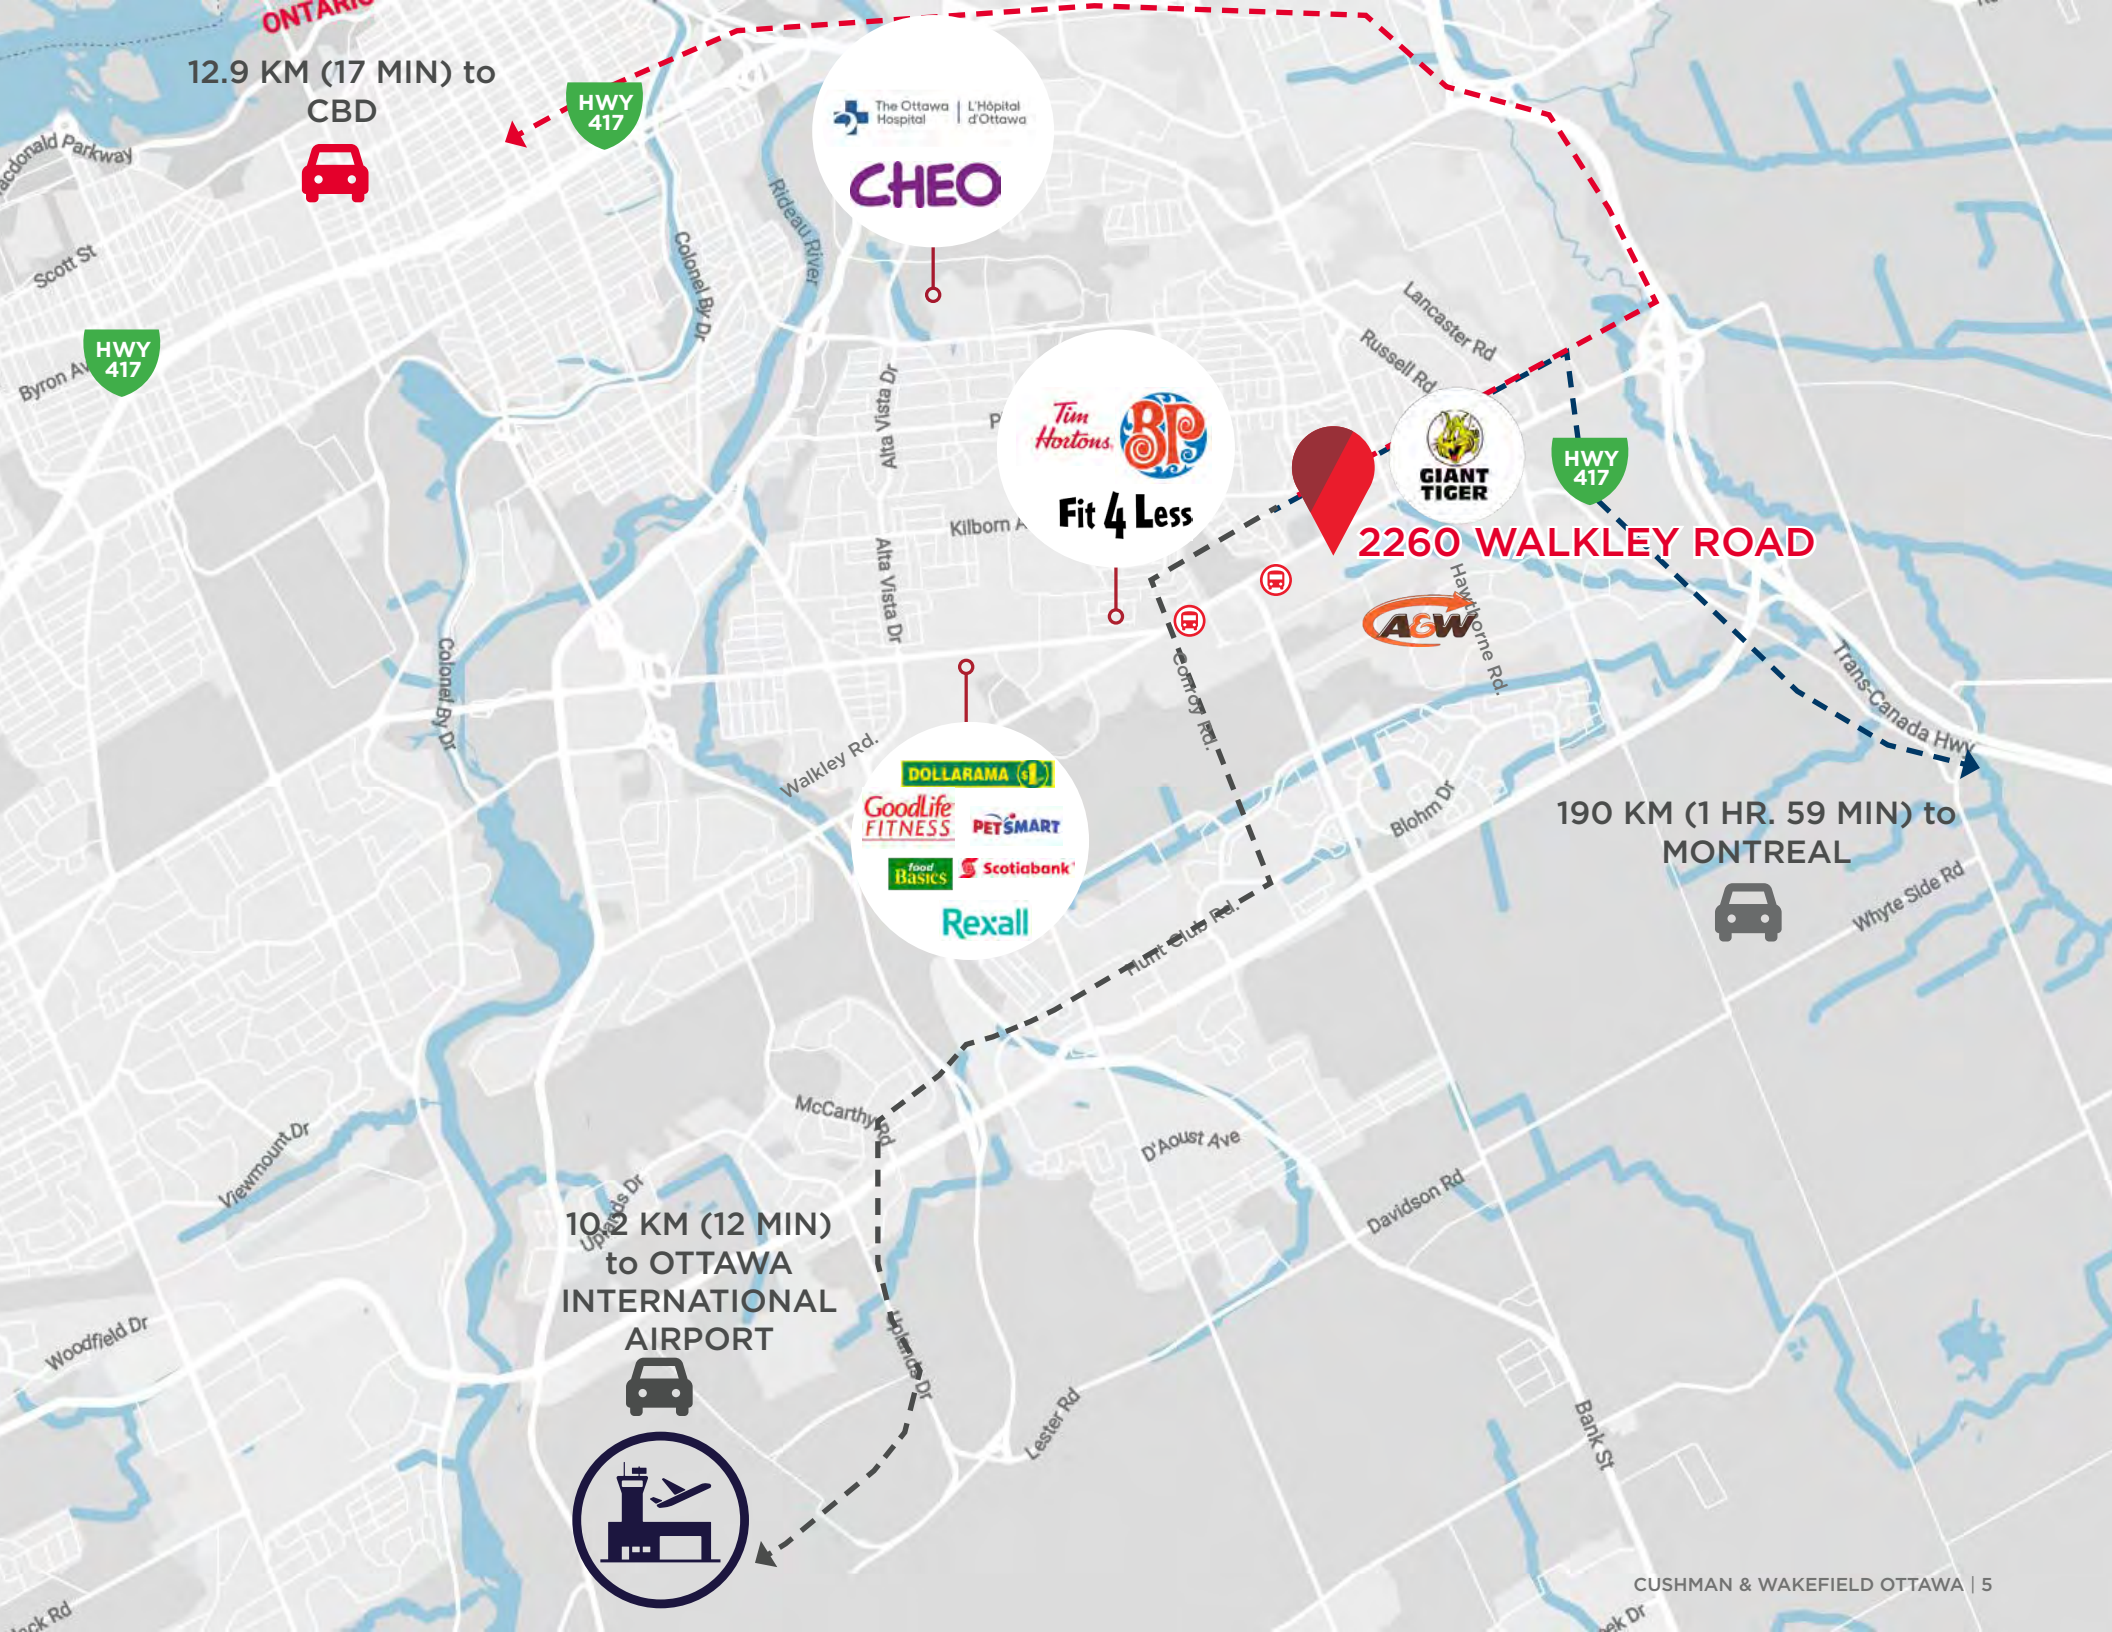 ONTARIO
12.9 KM (17 MIN) to
CBD
HWY
417
The Ottawa
Hospital
L'Hôpital
d'Ottawa
CHEO
Parkway
Scott St
Rideau River
Colonel By Dr
Lancaster Rd
Russell Rd
HWY
417
Byron Av
Alta Vista Dr
Tim
Hortons
BP
Fit 4 Less
GIANT
TIGER
HWY
417
Kilborn A
2260 WALKLEY ROAD
Alta Vista Dr
A&W
Hawthorne Rd.
Colonel By Dr
Conroy Rd.
Trans-Canada Hwy
Walkley Rd.
DOLLARAMA $1
GoodLife
FITNESS
PETSMART
food
Basics
Scotiabank
Rexall
Blohm Dr
190 KM (1 HR. 59 MIN) to
MONTREAL
Whyte Side Rd
Hunt Club Rd.
McCarthy Rd
D'Aoust Ave
Viewmount Dr
Davidson Rd
Uplands Dr
10.2 KM (12 MIN)
to OTTAWA
INTERNATIONAL
AIRPORT
Woodfield Dr
Uplands Dr
Lester Rd
Bank St
CUSHMAN & WAKEFIELD OTTAWA | 5